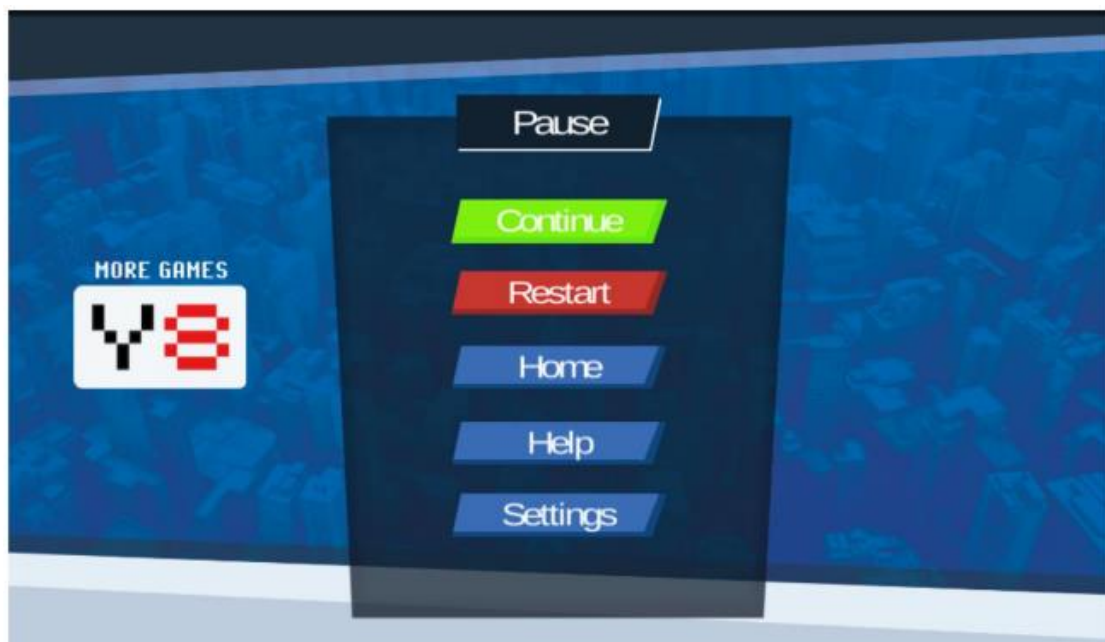 Pause
Continue
Restart
MORE GAMES
Y8
Home
Help
Settings